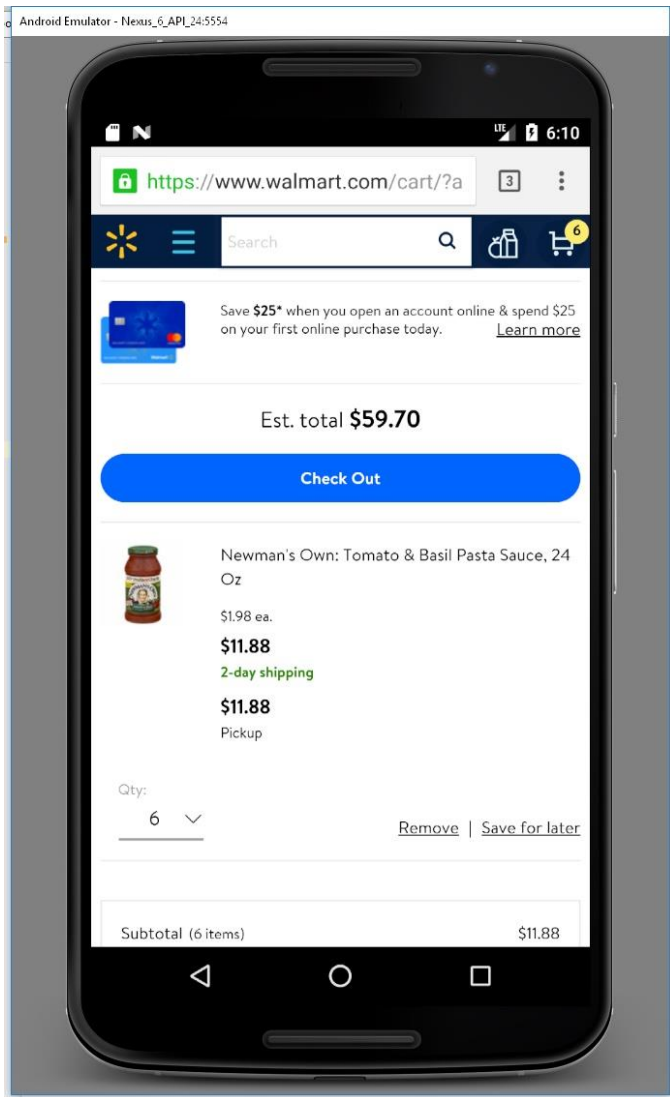 Android Emulator - Nexus_6_API_24:5554
LTE 6:10
https://www.walmart.com/cart/?a 3
Search 6
Save $25* when you open an account online & spend $25
on your first online purchase today. Learn more
Est. total $59.70
Check Out
Newman's Own: Tomato & Basil Pasta Sauce, 24
Oz
$1.98 ea.
$11.88
2-day shipping
$11.88
Pickup
Qty:
6
Remove | Save for later
Subtotal (6 items) $11.88